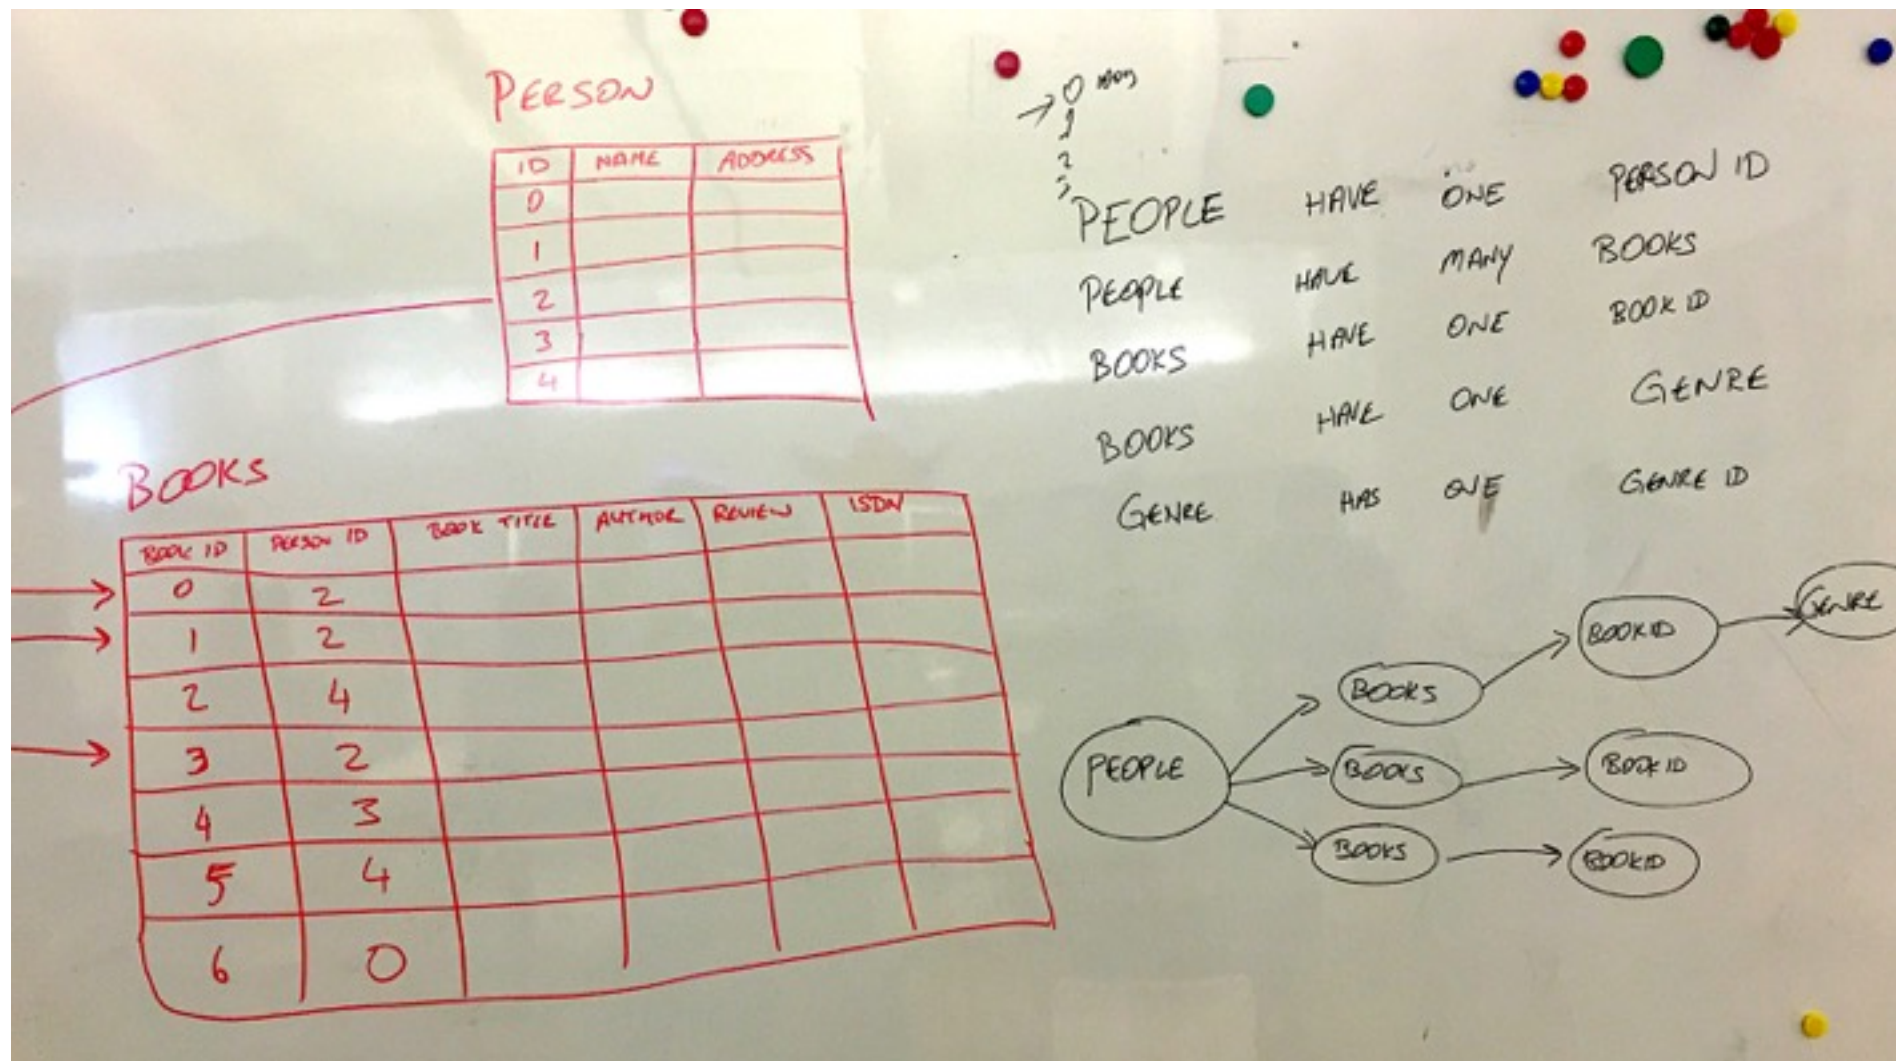 PERSON
ID NAME ADDRESS
0
1
2
3
4
BOOKS
BOOK ID PERSON ID BOOK TITLE AUTHOR REVIEW ISDN
0 2
1 2
2 4
3 2
4 3
5 4
6 0
0
1
2
3
PEOPLE HAVE ONE PERSON ID
PEOPLE HAVE MANY BOOKS
BOOKS HAVE ONE BOOK ID
BOOKS HAVE ONE GENRE
GENRE HAS ONE GENRE ID
PEOPLE
BOOKS BOOK ID GENRE
BOOKS BOOK ID
BOOKS BOOK ID